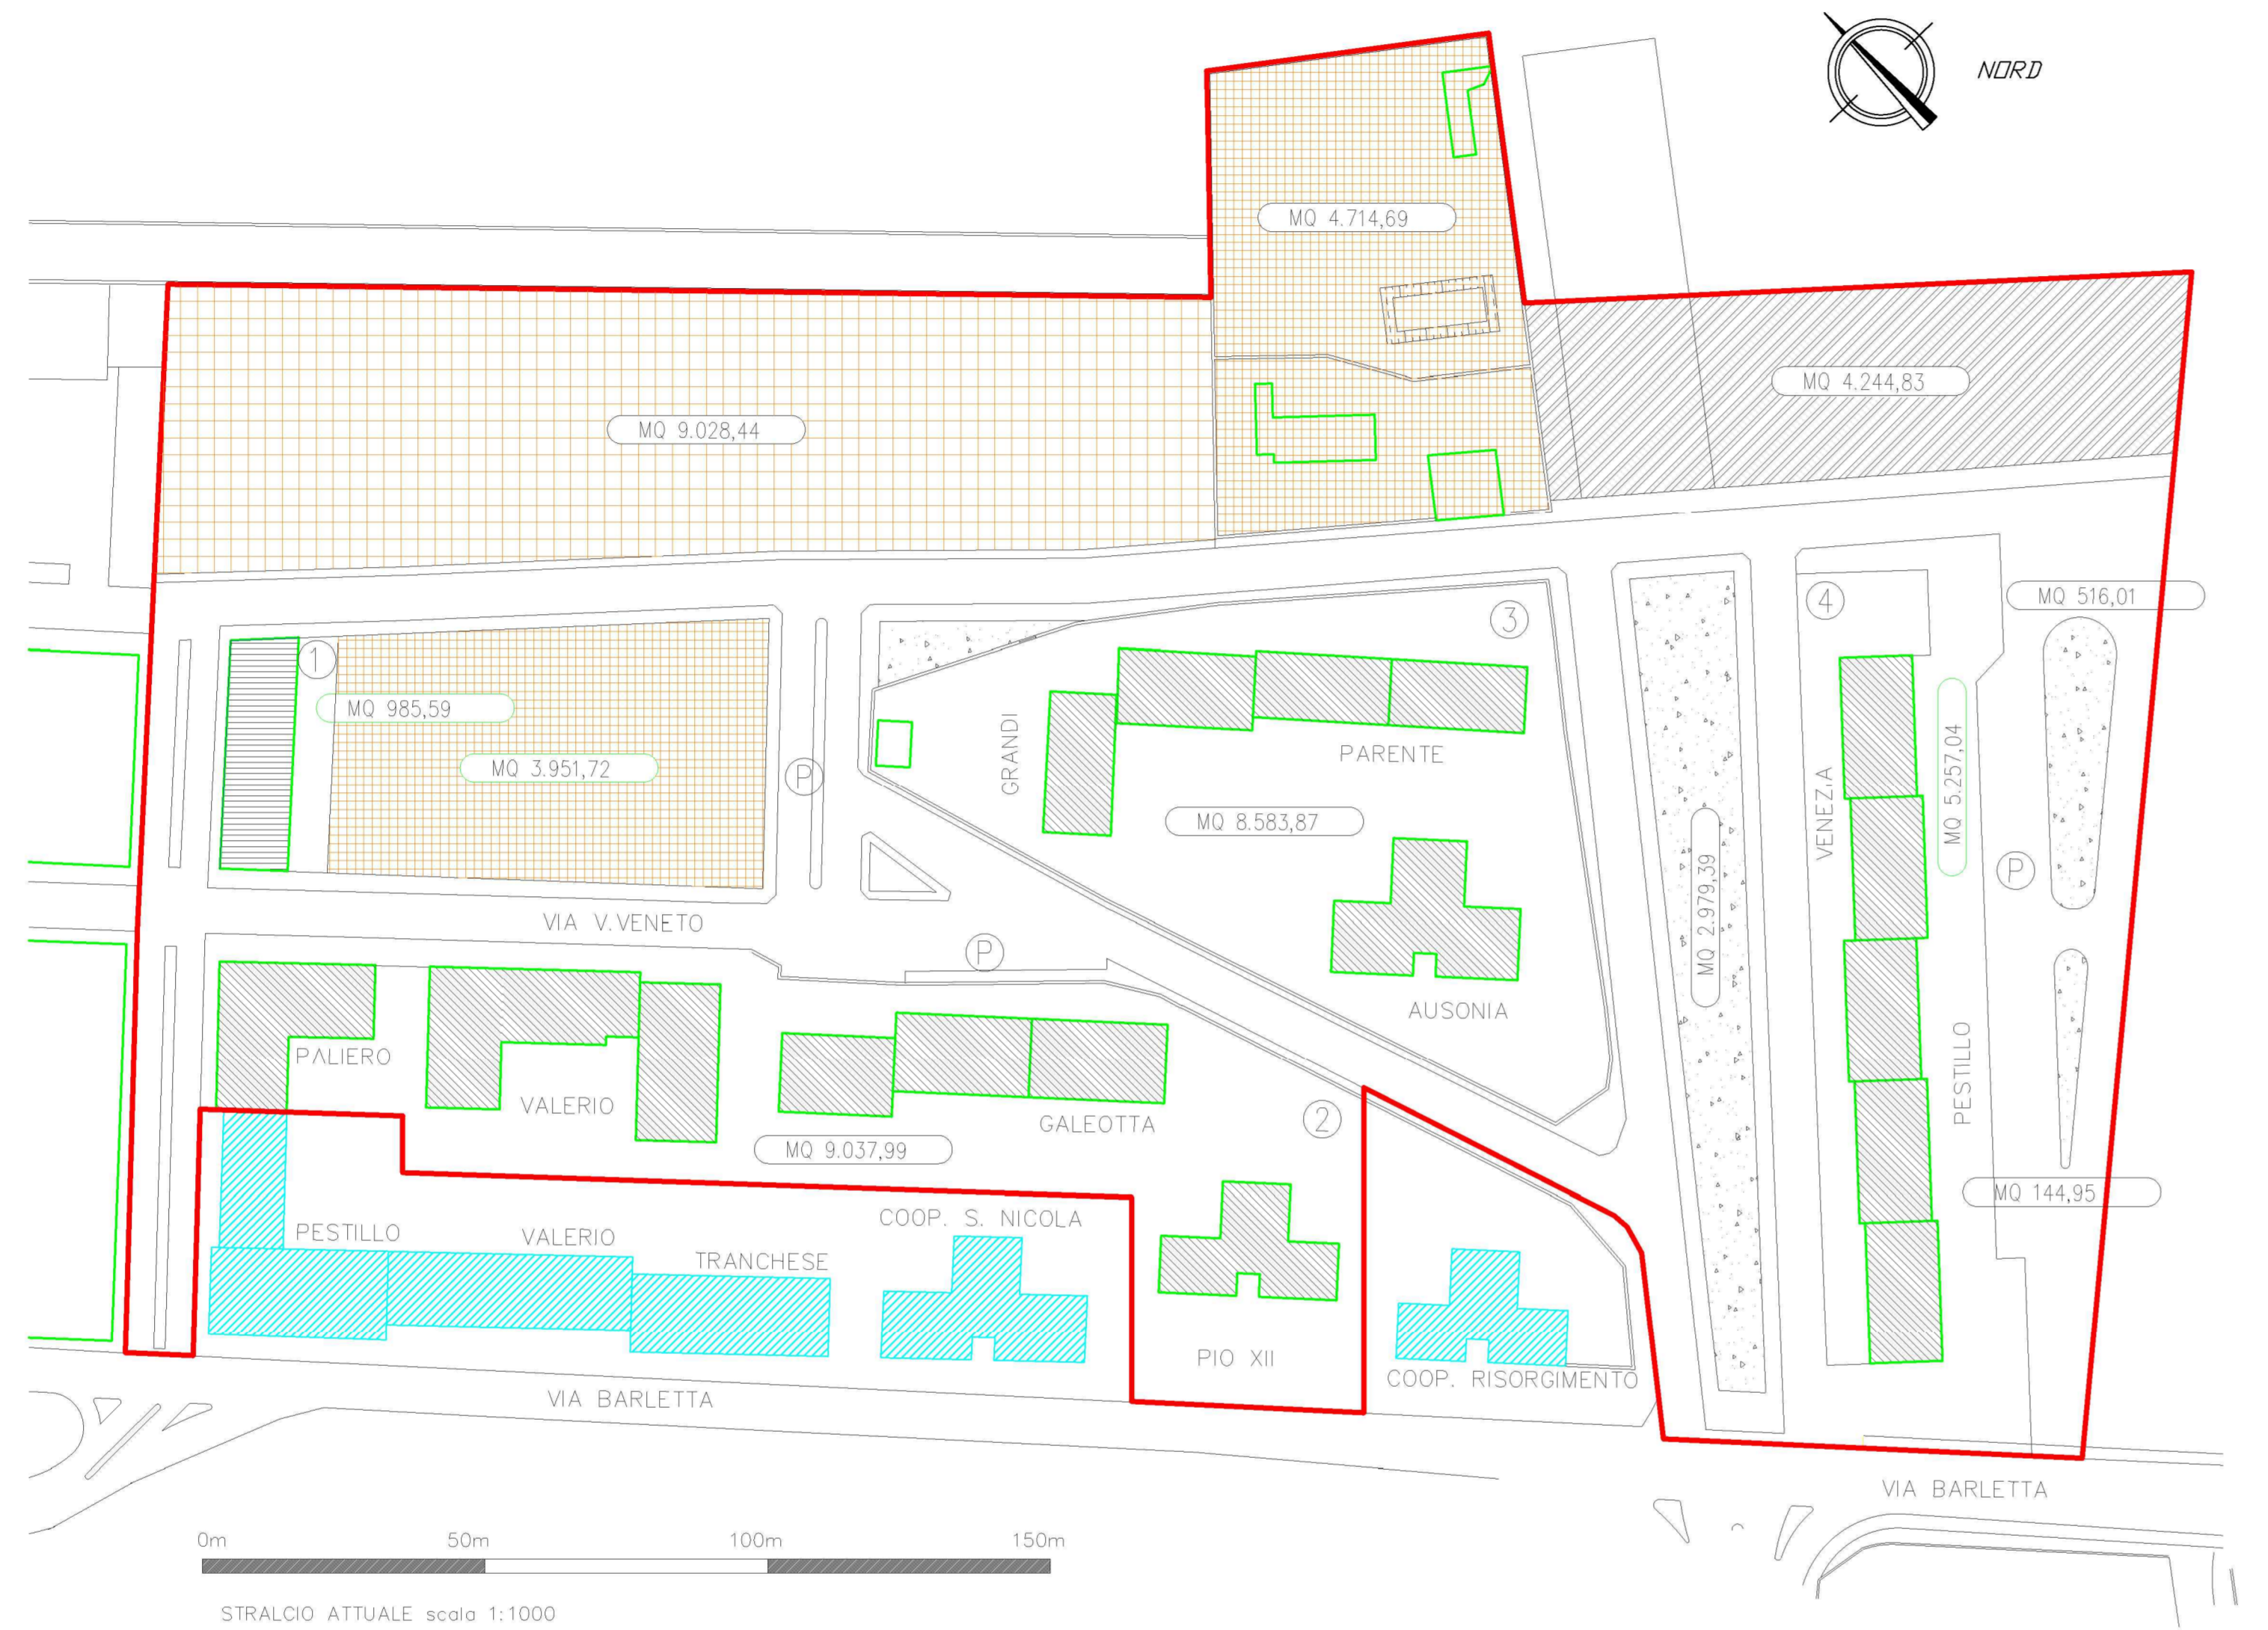 NORD
MQ 4.714,69
MQ 4.244,83
MQ 9.028,44
MQ 516,01
4
3
1
MQ 985,59
GRANDI
PARENTE
MQ 3.951,72
P
VENEZ.A
MQ 5.257,04
MQ 8.583,87
P
MQ 2.979,39
VIA V.VENETO
P
AUSONIA
PALIERO
VALERIO
GALEOTTA
2
PESTILLO
MQ 9.037,99
MQ 144,95
PESTILLO
VALERIO
COOP. S. NICOLA
TRANCHESE
PIO XII
COOP. RISORGIMENTO
VIA BARLETTA
VIA BARLETTA
0m 50m 100m 150m
STRALCIO ATTUALE scala 1:1000